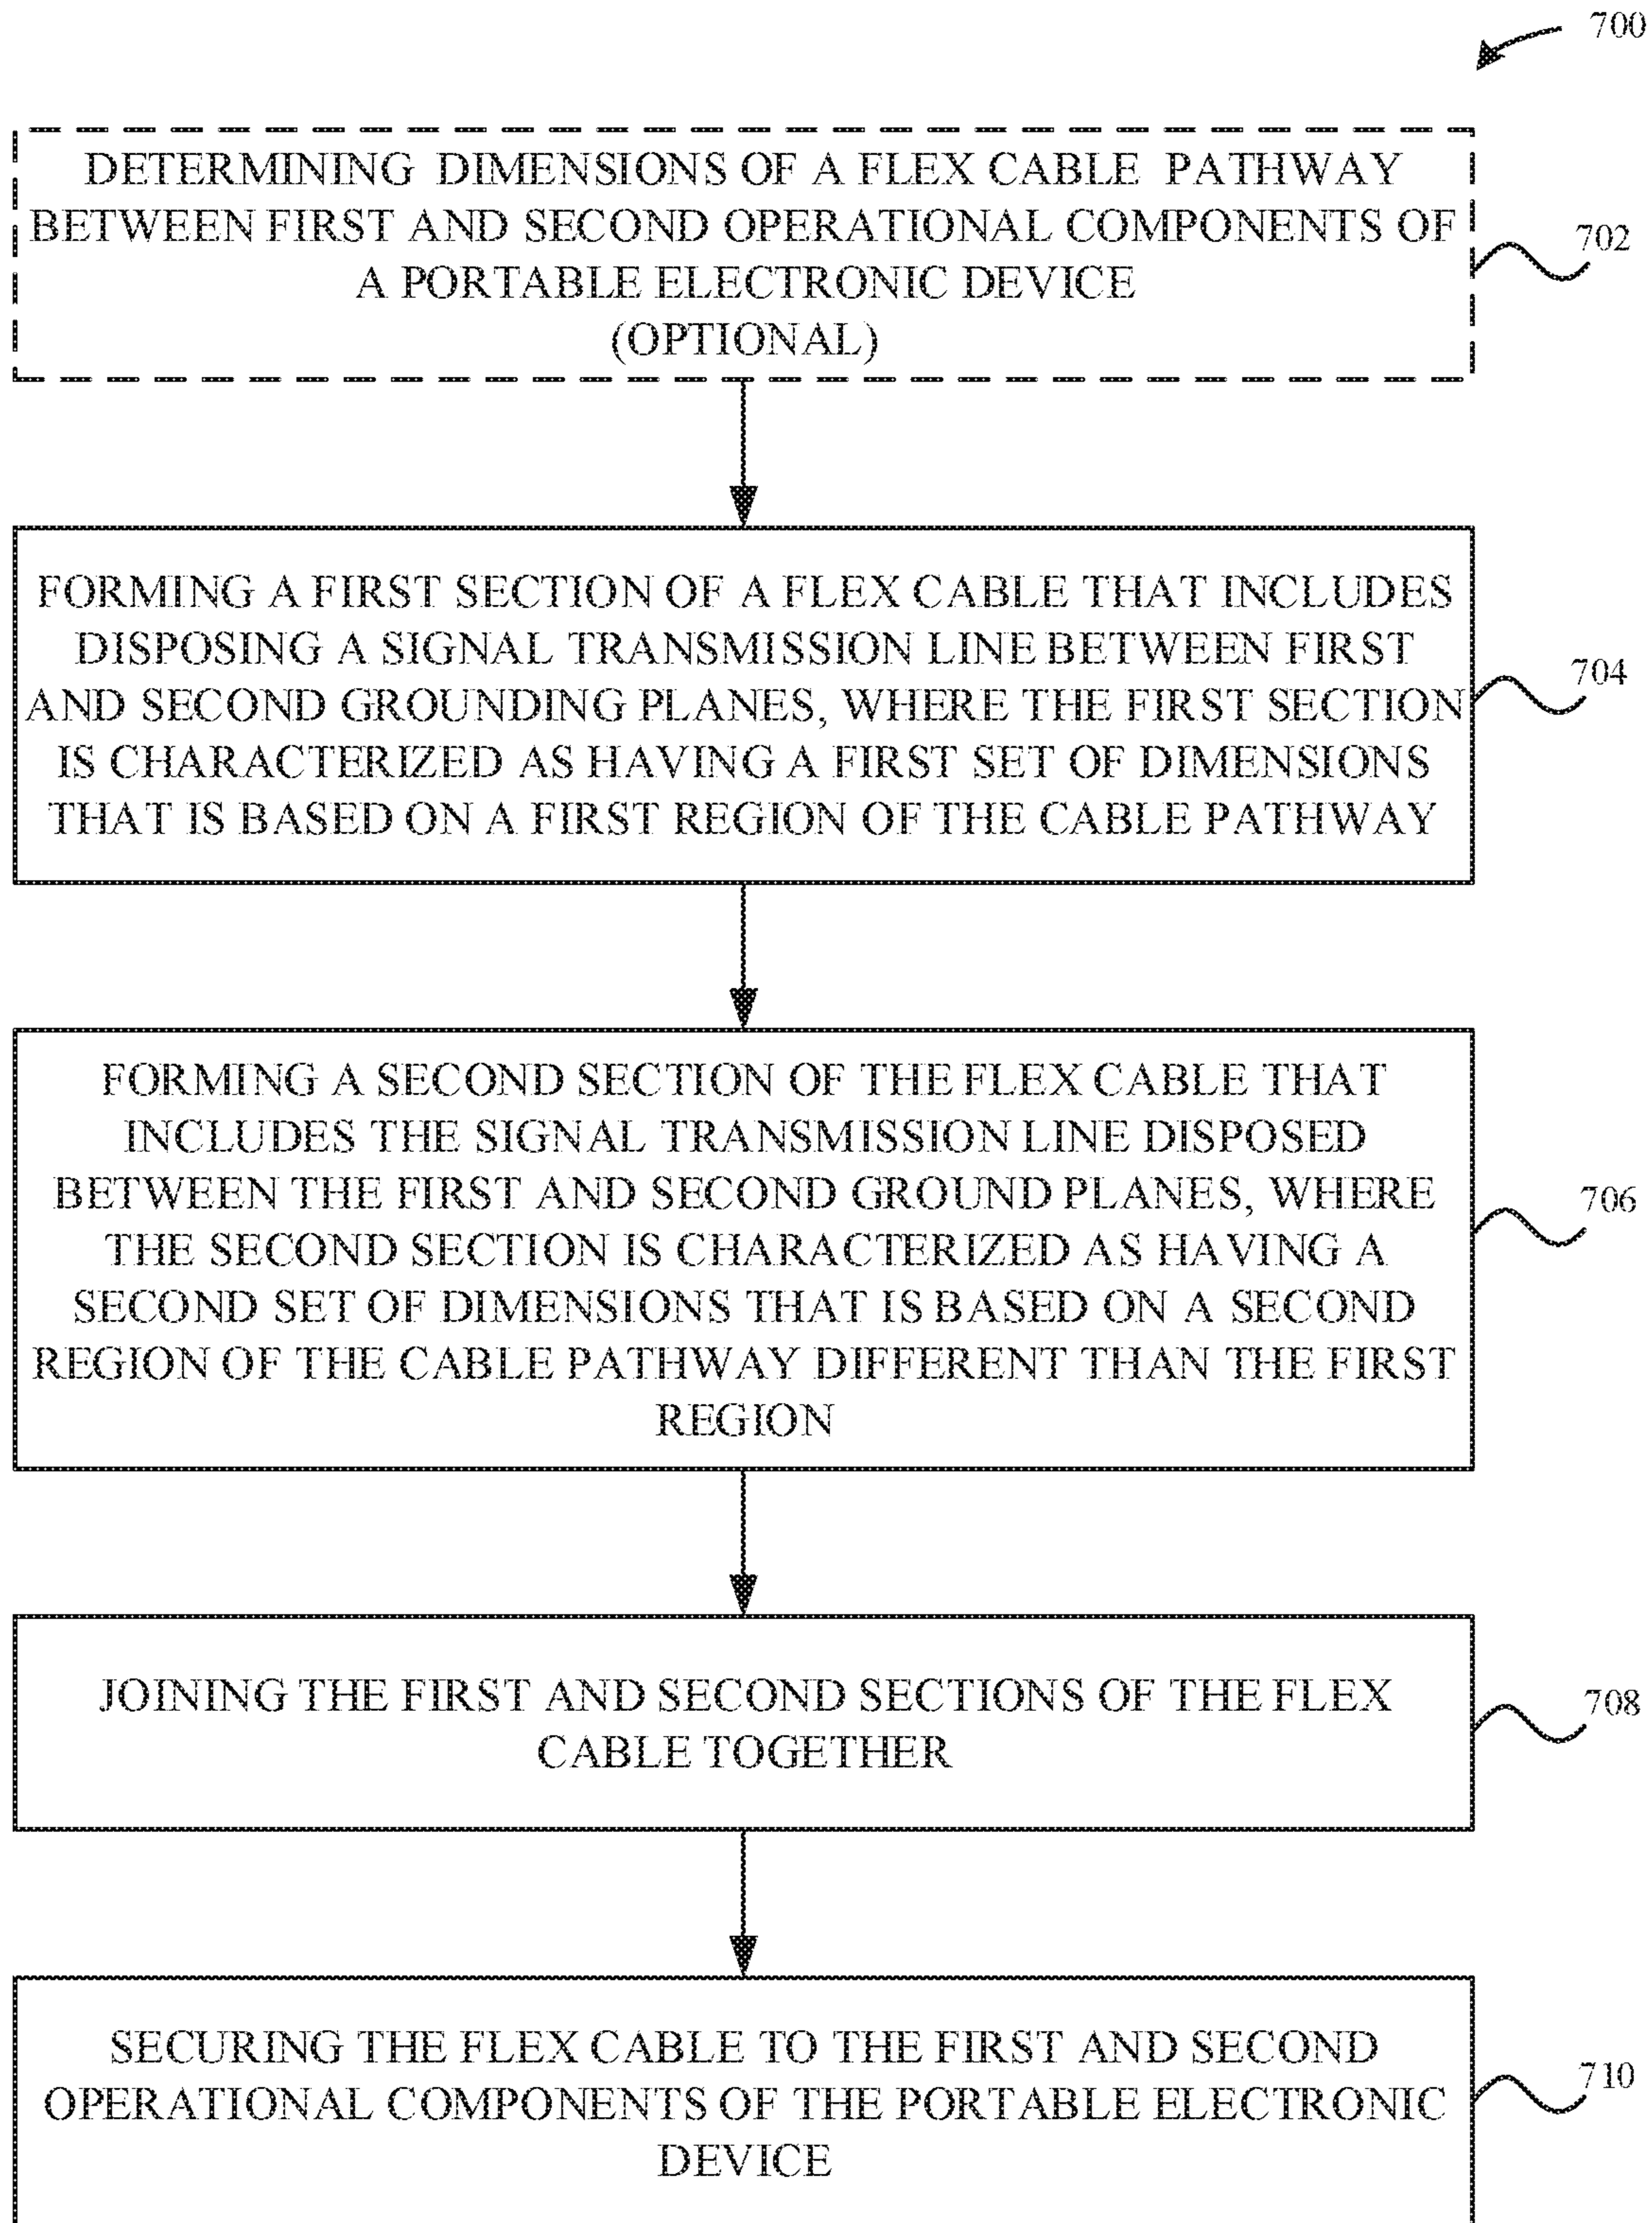 700
DETERMINING DIMENSIONS OF A FLEX CABLE PATHWAY
BETWEEN FIRST AND SECOND OPERATIONAL COMPONENTS OF
A PORTABLE ELECTRONIC DEVICE
(OPTIONAL)
702
FORMING A FIRST SECTION OF A FLEX CABLE THAT INCLUDES
DISPOSING A SIGNAL TRANSMISSION LINE BETWEEN FIRST
AND SECOND GROUNDING PLANES, WHERE THE FIRST SECTION
IS CHARACTERIZED AS HAVING A FIRST SET OF DIMENSIONS
THAT IS BASED ON A FIRST REGION OF THE CABLE PATHWAY
704
FORMING A SECOND SECTION OF THE FLEX CABLE THAT
INCLUDES THE SIGNAL TRANSMISSION LINE DISPOSED
BETWEEN THE FIRST AND SECOND GROUND PLANES, WHERE
THE SECOND SECTION IS CHARACTERIZED AS HAVING A
SECOND SET OF DIMENSIONS THAT IS BASED ON A SECOND
REGION OF THE CABLE PATHWAY DIFFERENT THAN THE FIRST
REGION
706
JOINING THE FIRST AND SECOND SECTIONS OF THE FLEX
CABLE TOGETHER
708
SECURING THE FLEX CABLE TO THE FIRST AND SECOND
OPERATIONAL COMPONENTS OF THE PORTABLE ELECTRONIC
DEVICE
710